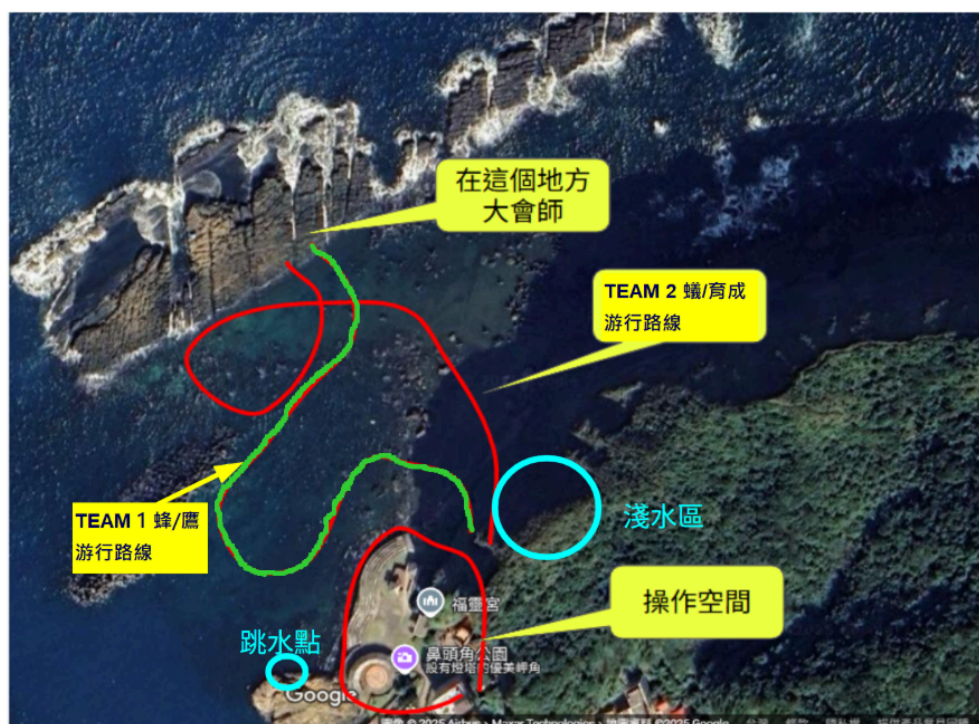 在這個地方
大會師
TEAM 2 蟻/育成
游行路線
TEAM 1 蜂/鷹
游行路線
淺水區
操作空間
福靈宮
跳水點
鼻頭角公園
設有燈塔的優美岬角
Google